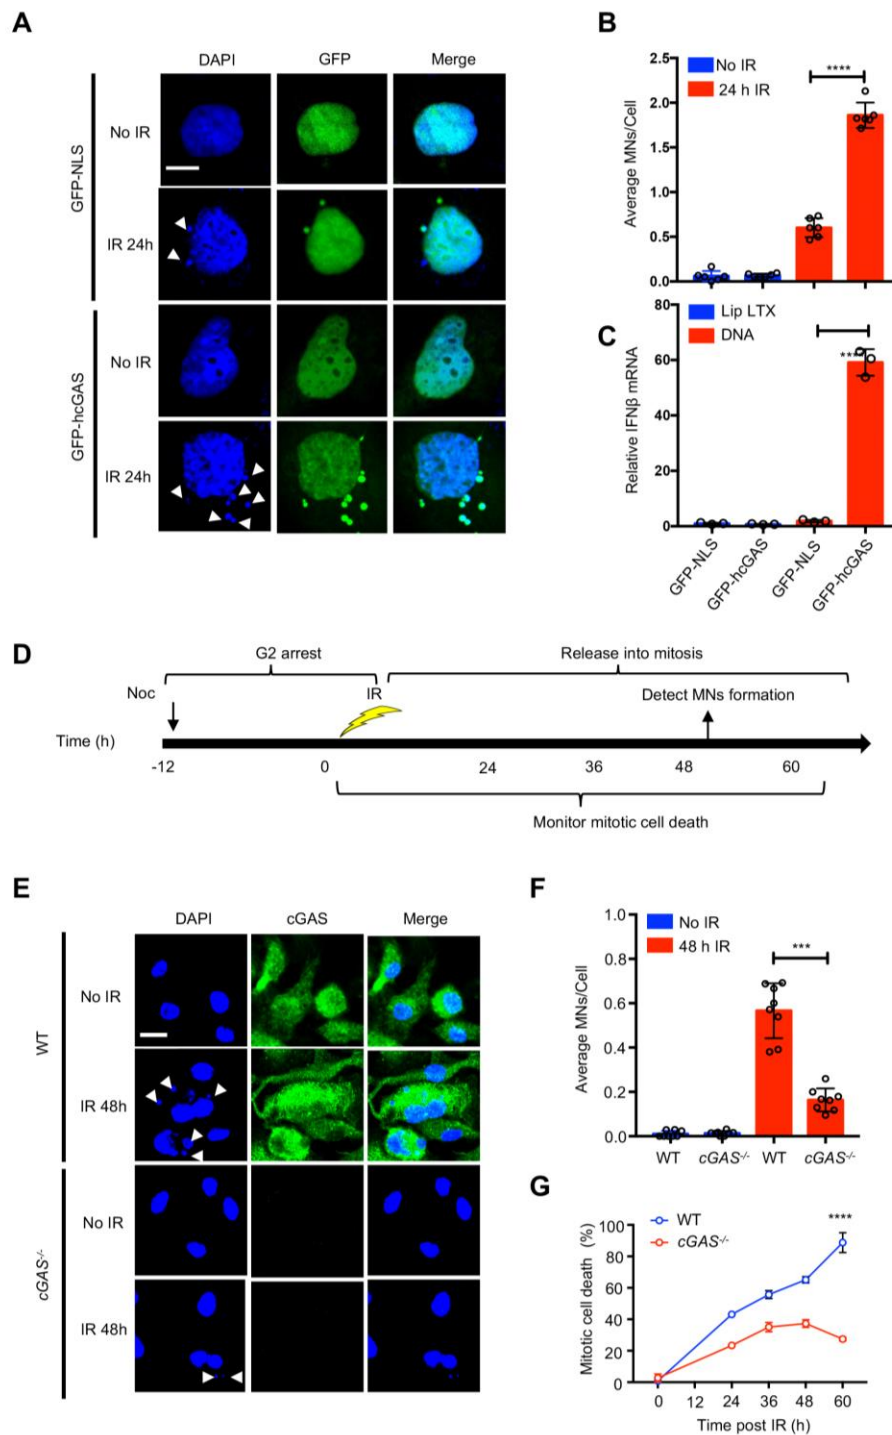 A
DAPI GFP Merge
GFP-NLS
No IR
IR 24h
GFP-hcGAS
No IR
IR 24h
B
Average MNs/Cell
2.5
2.0
1.5
1.0
0.5
0.0
No IR
24 h IR
****
C
Relative IFNβ mRNA
80
60
40
20
0
Lip LTX
DNA
****
GFP-NLS GFP-hcGAS GFP-NLS GFP-hcGAS
D
G2 arrest Release into mitosis
Noc IR Detect MNs formation
Time (h)
-12 0 24 36 48 60
Monitor mitotic cell death
E
DAPI cGAS Merge
WT
No IR
IR 48h
cGAS-/-
No IR
IR 48h
F
Average MNs/Cell
1.0
0.8
0.6
0.4
0.2
0.0
No IR
48 h IR
***
WT cGAS-/- WT cGAS-/-
G
Mitotic cell death (%)
100
80
60
40
20
0
WT
cGAS-/-
****
0 12 24 36 48 60
Time post IR (h)